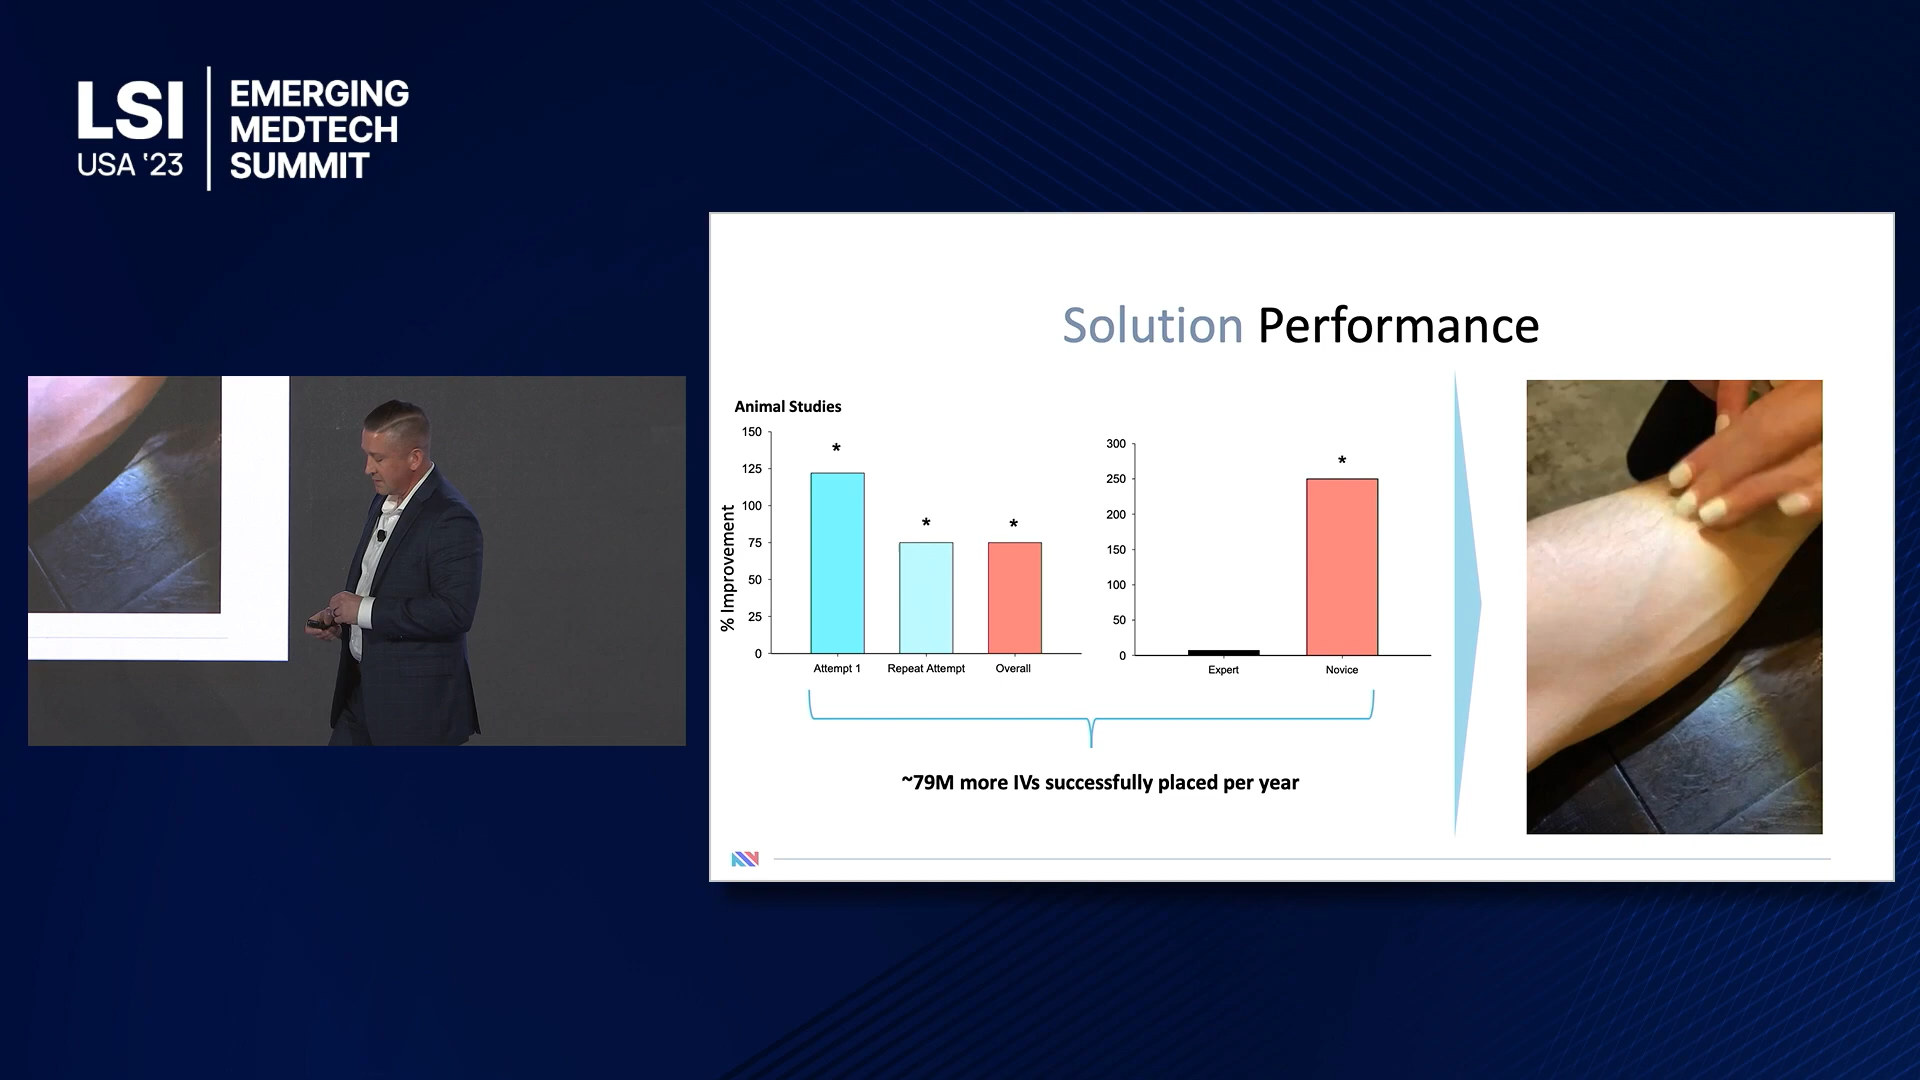 LSI
USA ‘23
EMERGING
MEDTECH
SUMMIT
Solution Performance
Animal Studies
% Improvement
150
125
100
75
50
25
0
*
*
*
Attempt 1
Repeat Attempt
Overall
300
250
200
150
100
50
0
*
Expert
Novice
~79M more IVs successfully placed per year